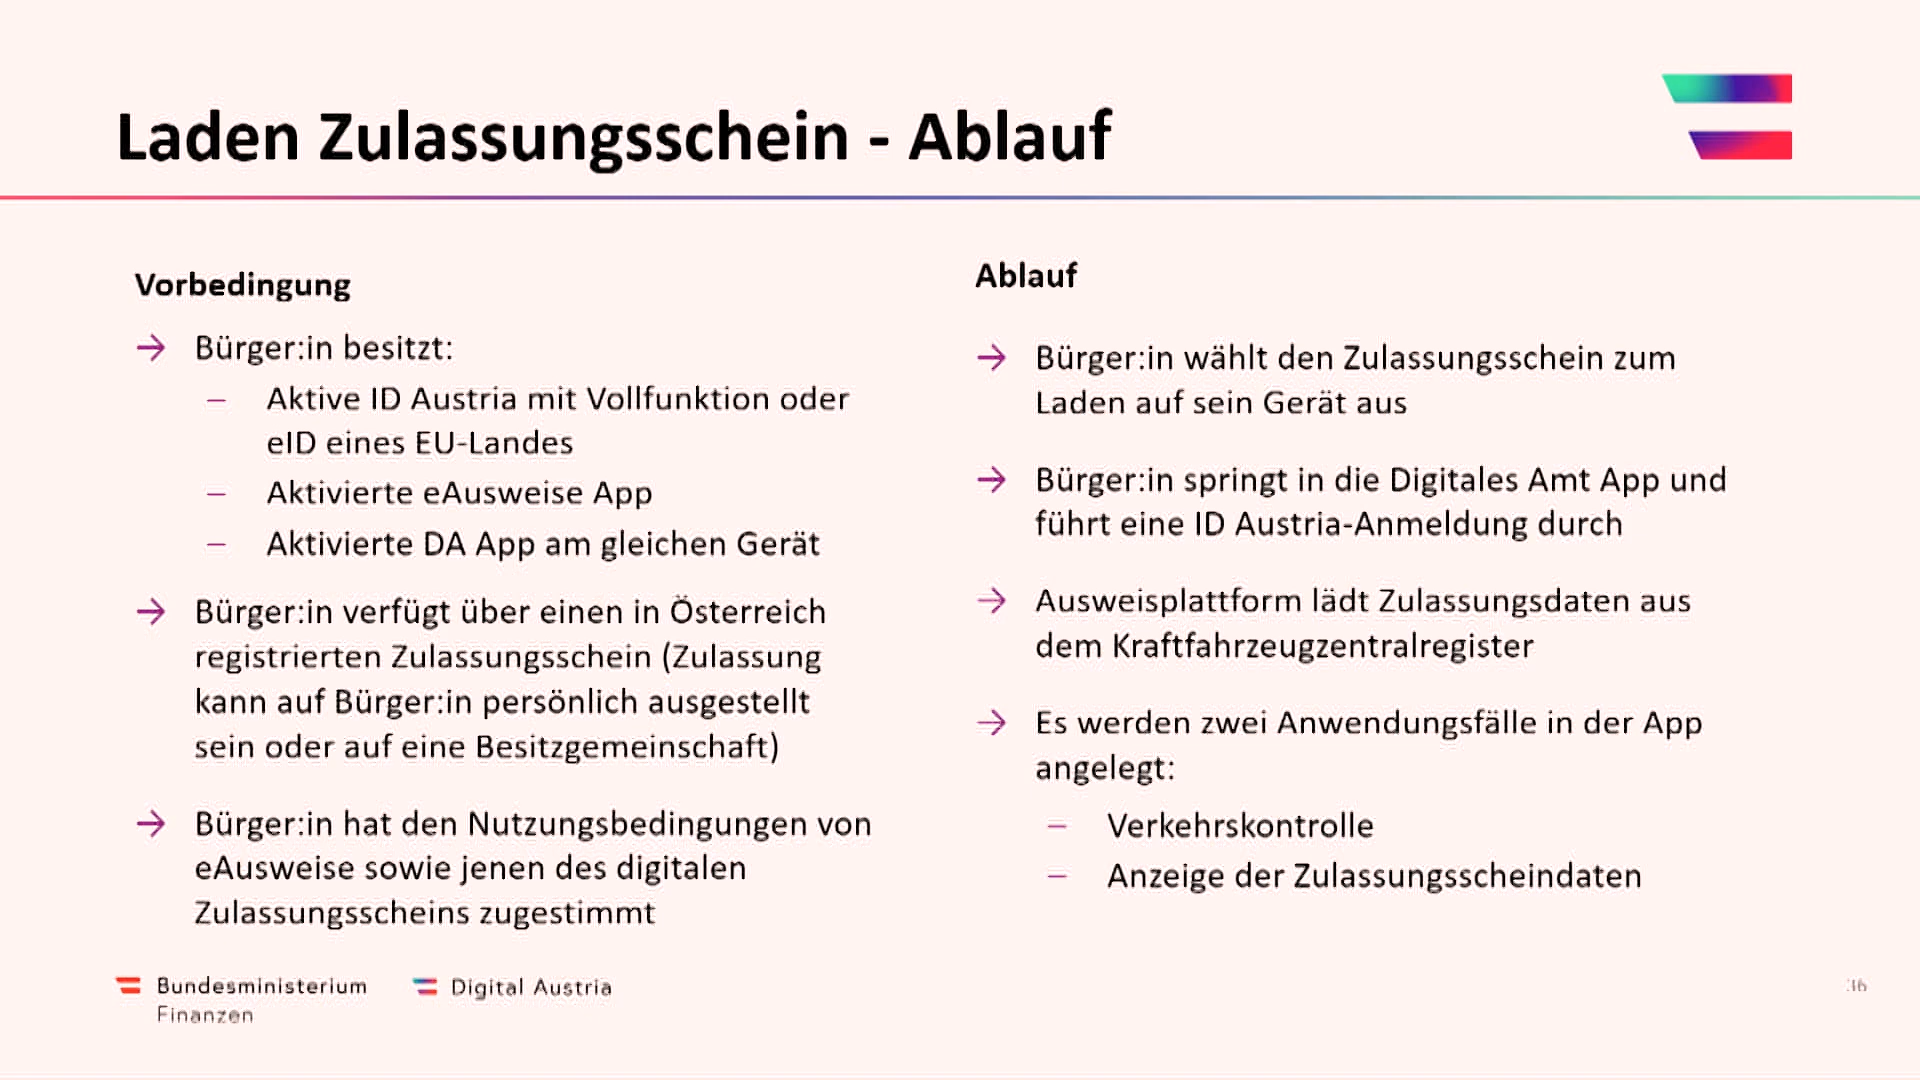 Laden Zulassungsschein - Ablauf
Vorbedingung
→ Bürger:in besitzt:
– Aktive ID Austria mit Vollfunktion oder
eID eines EU-Landes
– Aktivierte eAusweise App
– Aktivierte DA App am gleichen Gerät
→ Bürger:in verfügt über einen in Österreich
registrierten Zulassungsschein (Zulassung
kann auf Bürger:in persönlich ausgestellt
sein oder auf eine Besitzgemeinschaft)
→ Bürger:in hat den Nutzungsbedingungen von
eAusweise sowie jenen des digitalen
Zulassungsscheins zugestimmt
Ablauf
→ Bürger:in wählt den Zulassungsschein zum
Laden auf sein Gerät aus
→ Bürger:in springt in die Digitales Amt App und
führt eine ID Austria-Anmeldung durch
→ Ausweisplattform lädt Zulassungsdaten aus
dem Kraftfahrzeugzentralregister
→ Es werden zwei Anwendungsfälle in der App
angelegt:
– Verkehrskontrolle
– Anzeige der Zulassungsscheindaten
Bundesministerium
Finanzen
Digital Austria
36